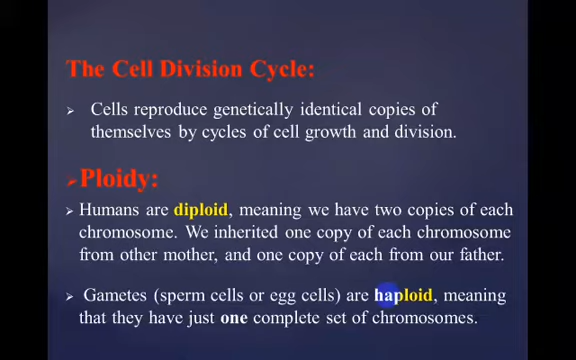 The Cell Division Cycle:
➢ Cells reproduce genetically identical copies of
themselves by cycles of cell growth and division.
➢Ploidy:
➢ Humans are diploid, meaning we have two copies of each
chromosome. We inherited one copy of each chromosome
from other mother, and one copy of each from our father.
➢ Gametes (sperm cells or egg cells) are haploid, meaning
that they have just one complete set of chromosomes.